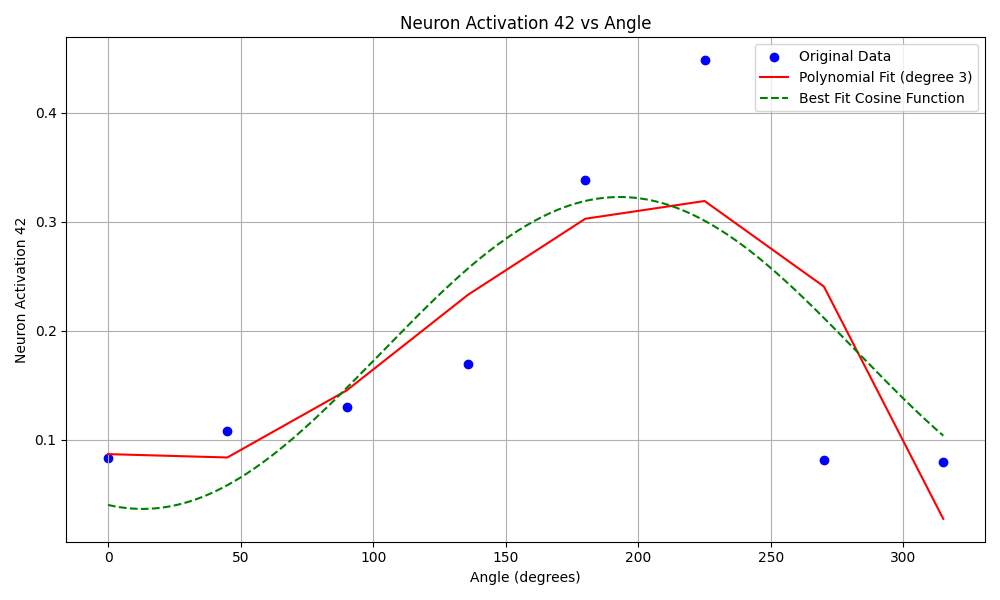 Neuron Activation 42 vs Angle
Original Data
Polynomial Fit (degree 3)
Best Fit Cosine Function
Neuron Activation 42
0.4
0.3
0.2
0.1
0
50
100
150
200
250
300
Angle (degrees)